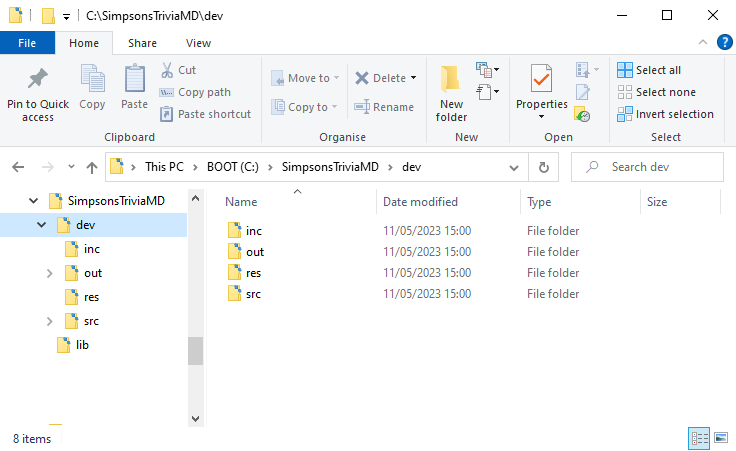 C:\SimpsonsTriviaMD\dev
File Home Share View
Pin to Quick access
Copy
Paste
Cut
Copy path
Paste shortcut
Clipboard
Move to
Copy to
Delete
Rename
Organise
New folder
New
Properties
Open
Select all
Select none
Invert selection
Select
This PC > BOOT (C:) > SimpsonsTriviaMD > dev
Search dev
SimpsonsTriviaMD
dev
inc
out
res
src
lib
Name Date modified Type Size
inc 11/05/2023 15:00 File folder
out 11/05/2023 15:00 File folder
res 11/05/2023 15:00 File folder
src 11/05/2023 15:00 File folder
8 items